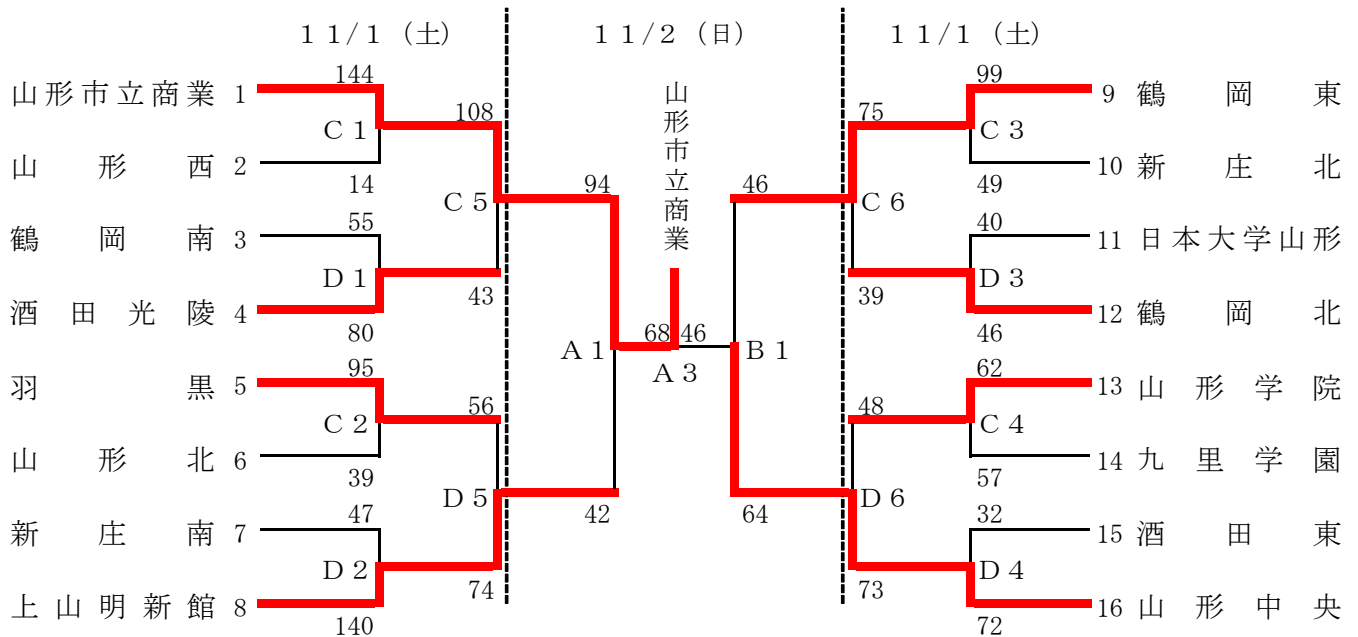 11/1（土）
11/2（日）
11/1（土）
山形市立商業 1
144
C1
山形西 2
14
鶴岡南 3
55
D1
酒田光陵 4
80
羽黒 5
95
C2
山形北 6
39
新庄南 7
47
D2
上山明新館 8
140
108
C5
43
56
D5
74
94
A1
42
山形市立商業
68 46
A3
46
B1
64
75
C6
39
48
D6
73
99
9 鶴岡東
C3
10 新庄北
49
40
11 日本大学山形
D3
12 鶴岡北
46
62
13 山形学院
C4
14 九里学園
57
32
15 酒田東
D4
16 山形中央
72